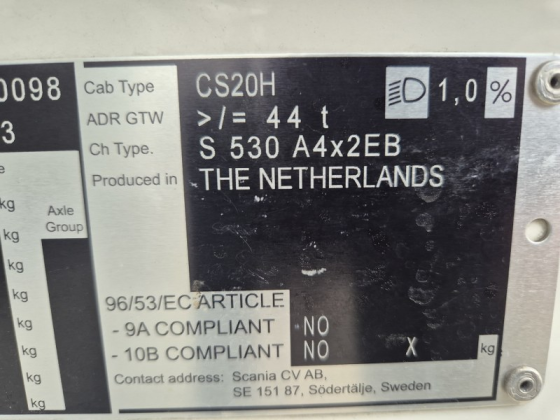 0098
3
kg
kg
kg
kg
kg
kg
kg
Axle
Group
Cab Type CS20H 1,0 %
ADR GTW >/= 44 t
Ch Type. S 530 A4x2EB
Produced in THE NETHERLANDS
96/53/EC ARTICLE
- 9A COMPLIANT NO
- 10B COMPLIANT NO X kg
Contact address: Scania CV AB,
SE 151 87, Södertälje, Sweden